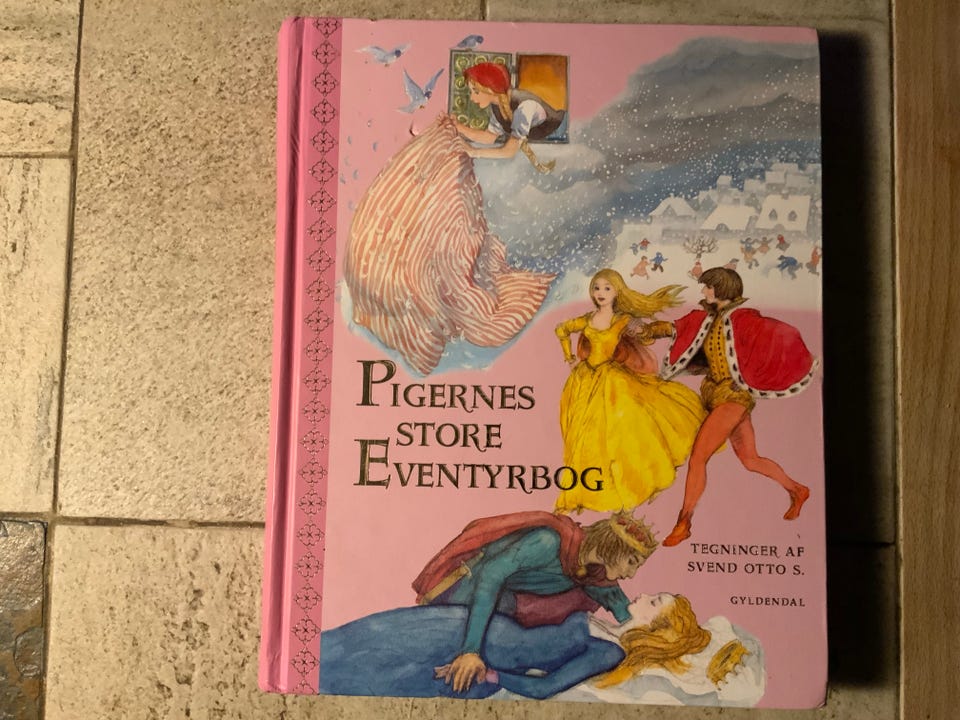 PIGERNES
STORE
EVENTYRBOG
TEGNINGER AF
SVEND OTTO S.
GYLDENDAL